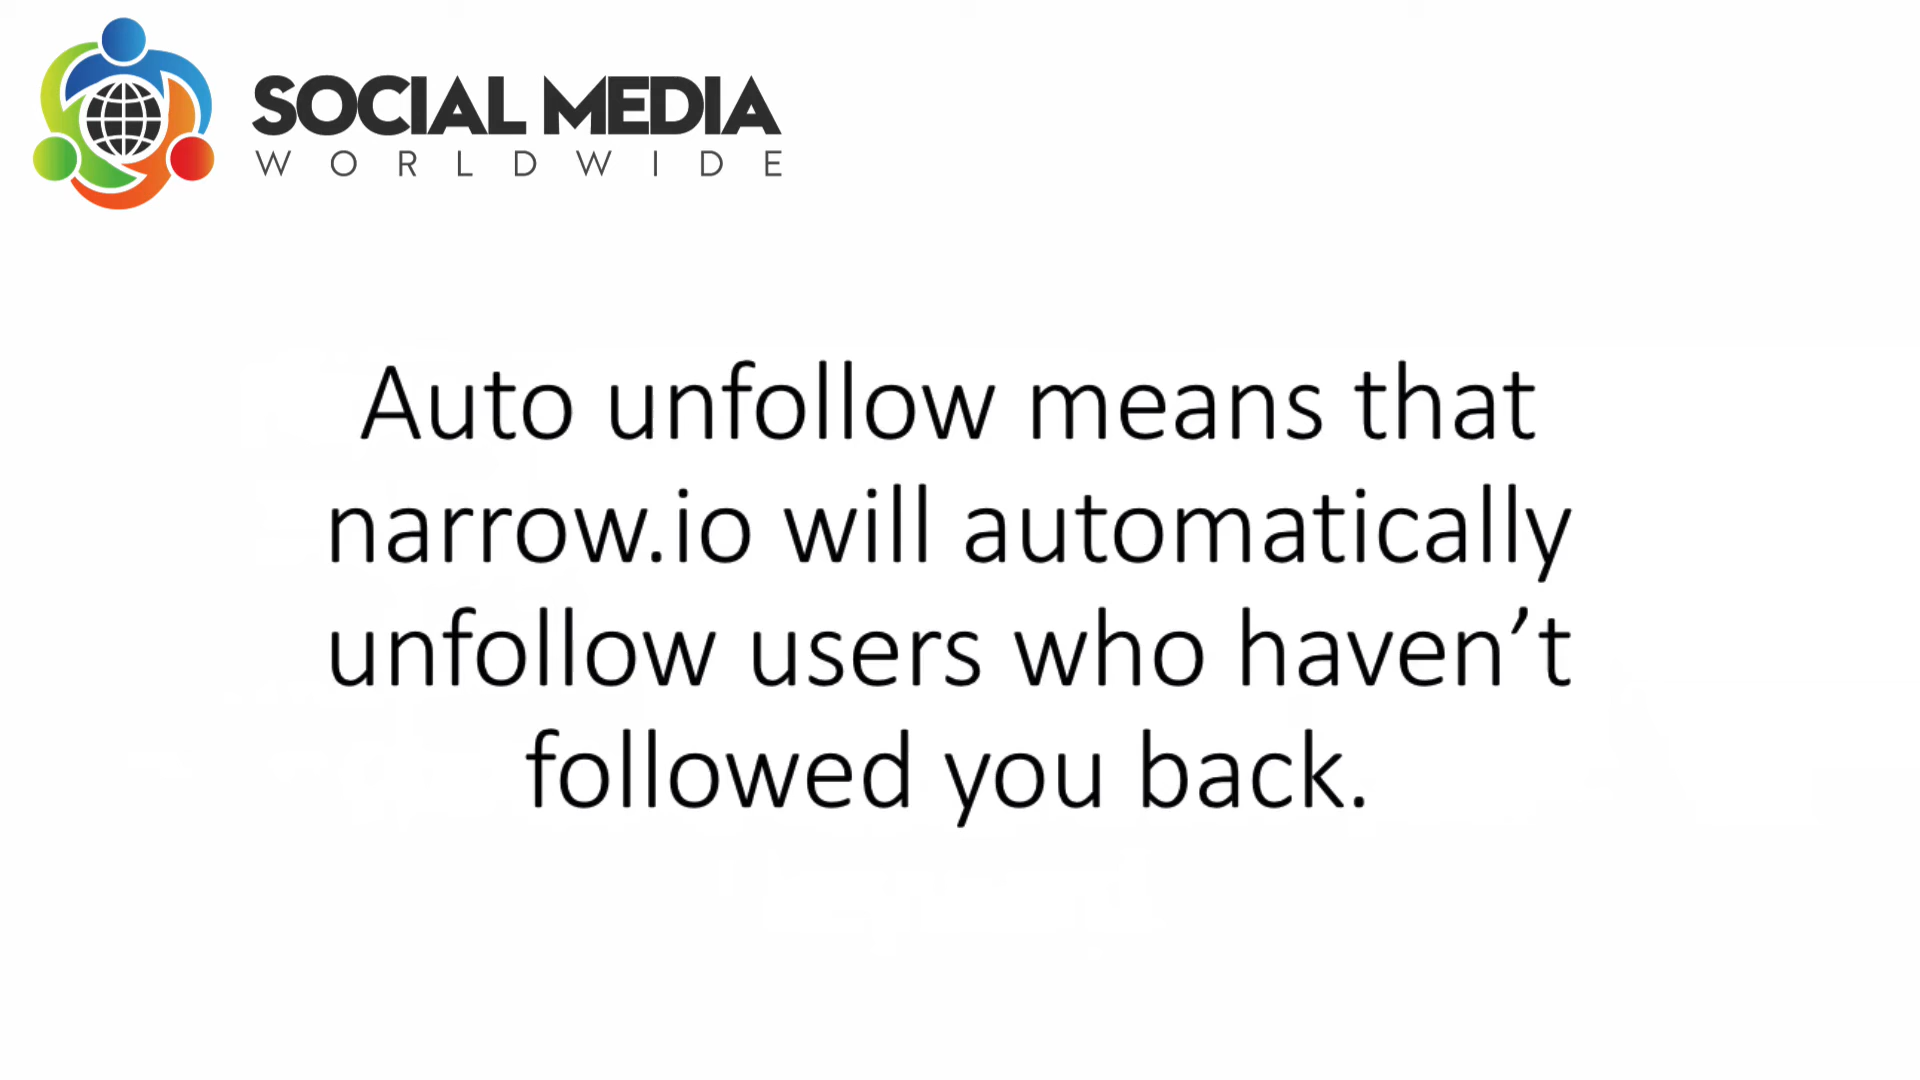 SOCIAL MEDIA
WORLDWIDE
Auto unfollow means that
narrow.io will automatically
unfollow users who haven’t
followed you back.